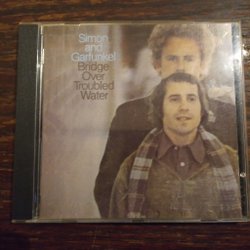 Simon
and
Garfunkel
Bridge
Over
Troubled
Water